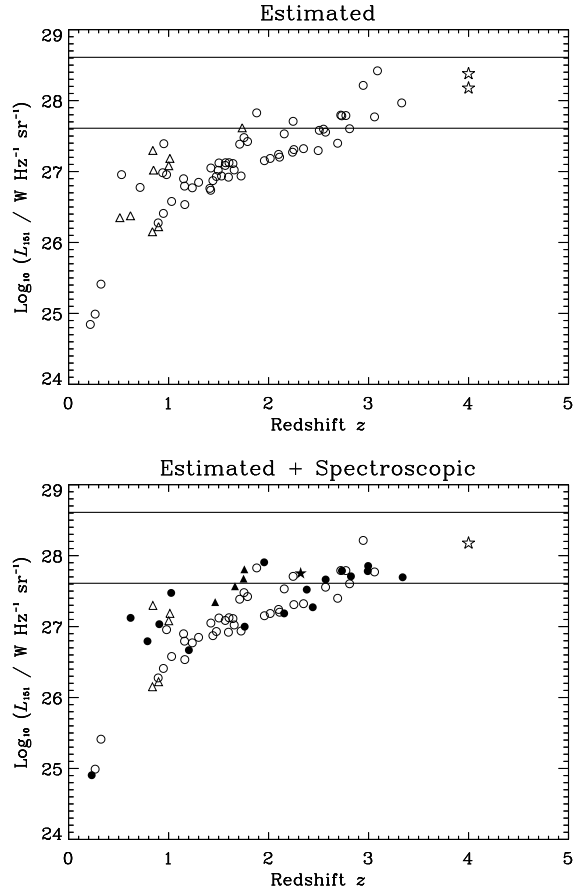 Estimated
29
28
27
26
25
24
Log₁₀ (L₁₅₁ / W Hz⁻¹ sr⁻¹)
0 1 2 3 4 5
Redshift z
Estimated + Spectroscopic
29
28
27
26
25
24
Log₁₀ (L₁₅₁ / W Hz⁻¹ sr⁻¹)
0 1 2 3 4 5
Redshift z